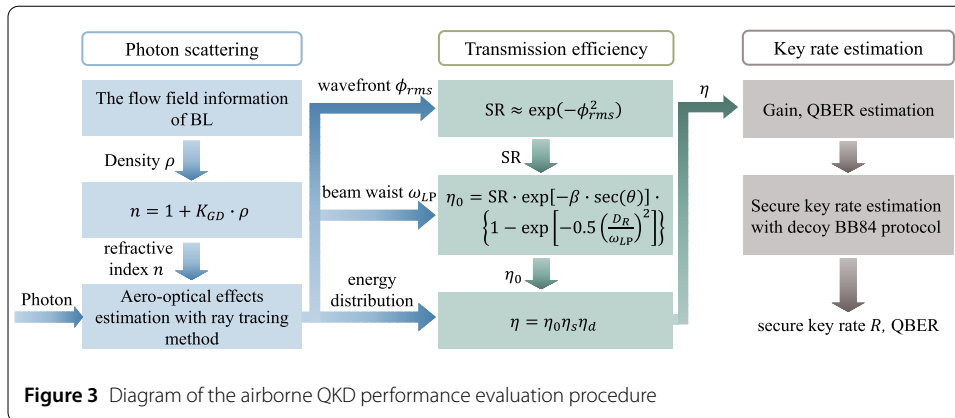 Photon scattering
The flow field information
of BL
Density ρ
n = 1 + K_GD · ρ
refractive
index n
Photon
Aero-optical effects
estimation with ray tracing
method
Transmission efficiency
wavefront ϕ_rms
SR ≈ exp(−ϕ²_rms)
SR
beam waist ω_LP
η₀ = SR · exp[−β · sec(θ)] ·
{1 − exp [−0.5 (D_R/ω_LP)²]}
η₀
energy
distribution
η = η₀η_sη_d
η
Key rate estimation
Gain, QBER estimation
Secure key rate estimation
with decoy BB84 protocol
secure key rate R, QBER
Figure 3 Diagram of the airborne QKD performance evaluation procedure